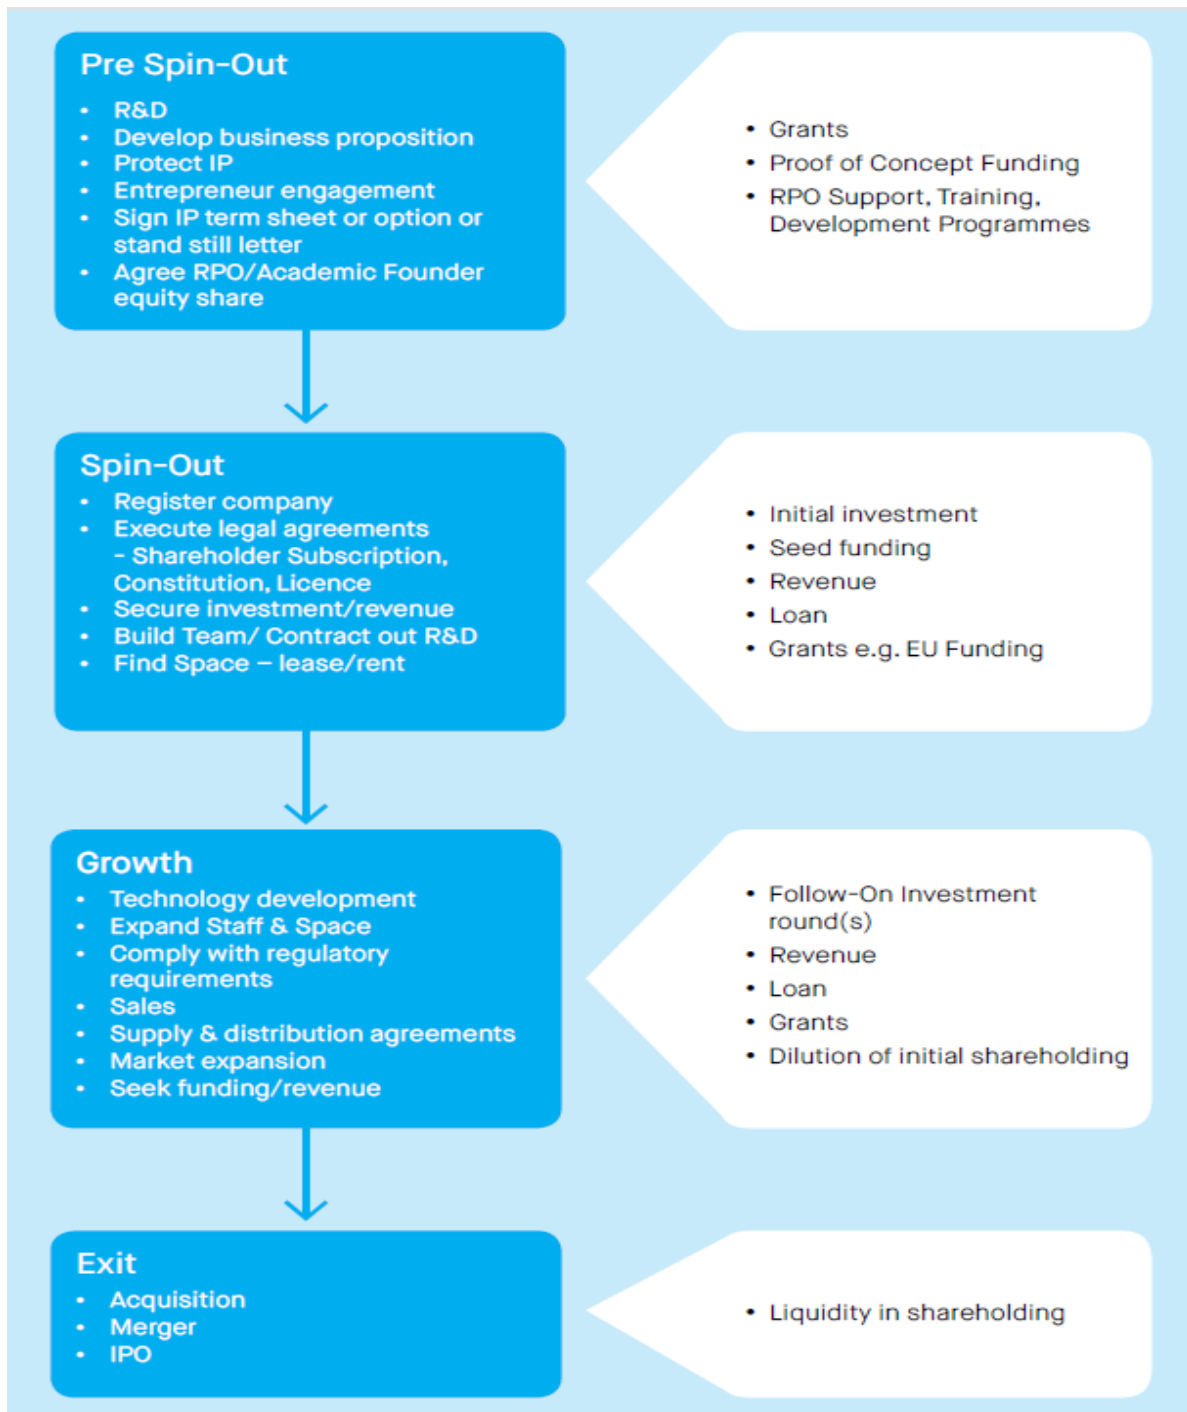 Pre Spin-Out
• R&D
• Develop business proposition
• Protect IP
• Entrepreneur engagement
• Sign IP term sheet or option or
stand still letter
• Agree RPO/Academic Founder
equity share
• Grants
• Proof of Concept Funding
• RPO Support, Training,
Development Programmes
Spin-Out
• Register company
• Execute legal agreements
- Shareholder Subscription,
Constitution, Licence
• Secure investment/revenue
• Build Team/ Contract out R&D
• Find Space – lease/rent
• Initial investment
• Seed funding
• Revenue
• Loan
• Grants e.g. EU Funding
Growth
• Technology development
• Expand Staff & Space
• Comply with regulatory
requirements
• Sales
• Supply & distribution agreements
• Market expansion
• Seek funding/revenue
• Follow-On Investment
round(s)
• Revenue
• Loan
• Grants
• Dilution of initial shareholding
Exit
• Acquisition
• Merger
• IPO
• Liquidity in shareholding